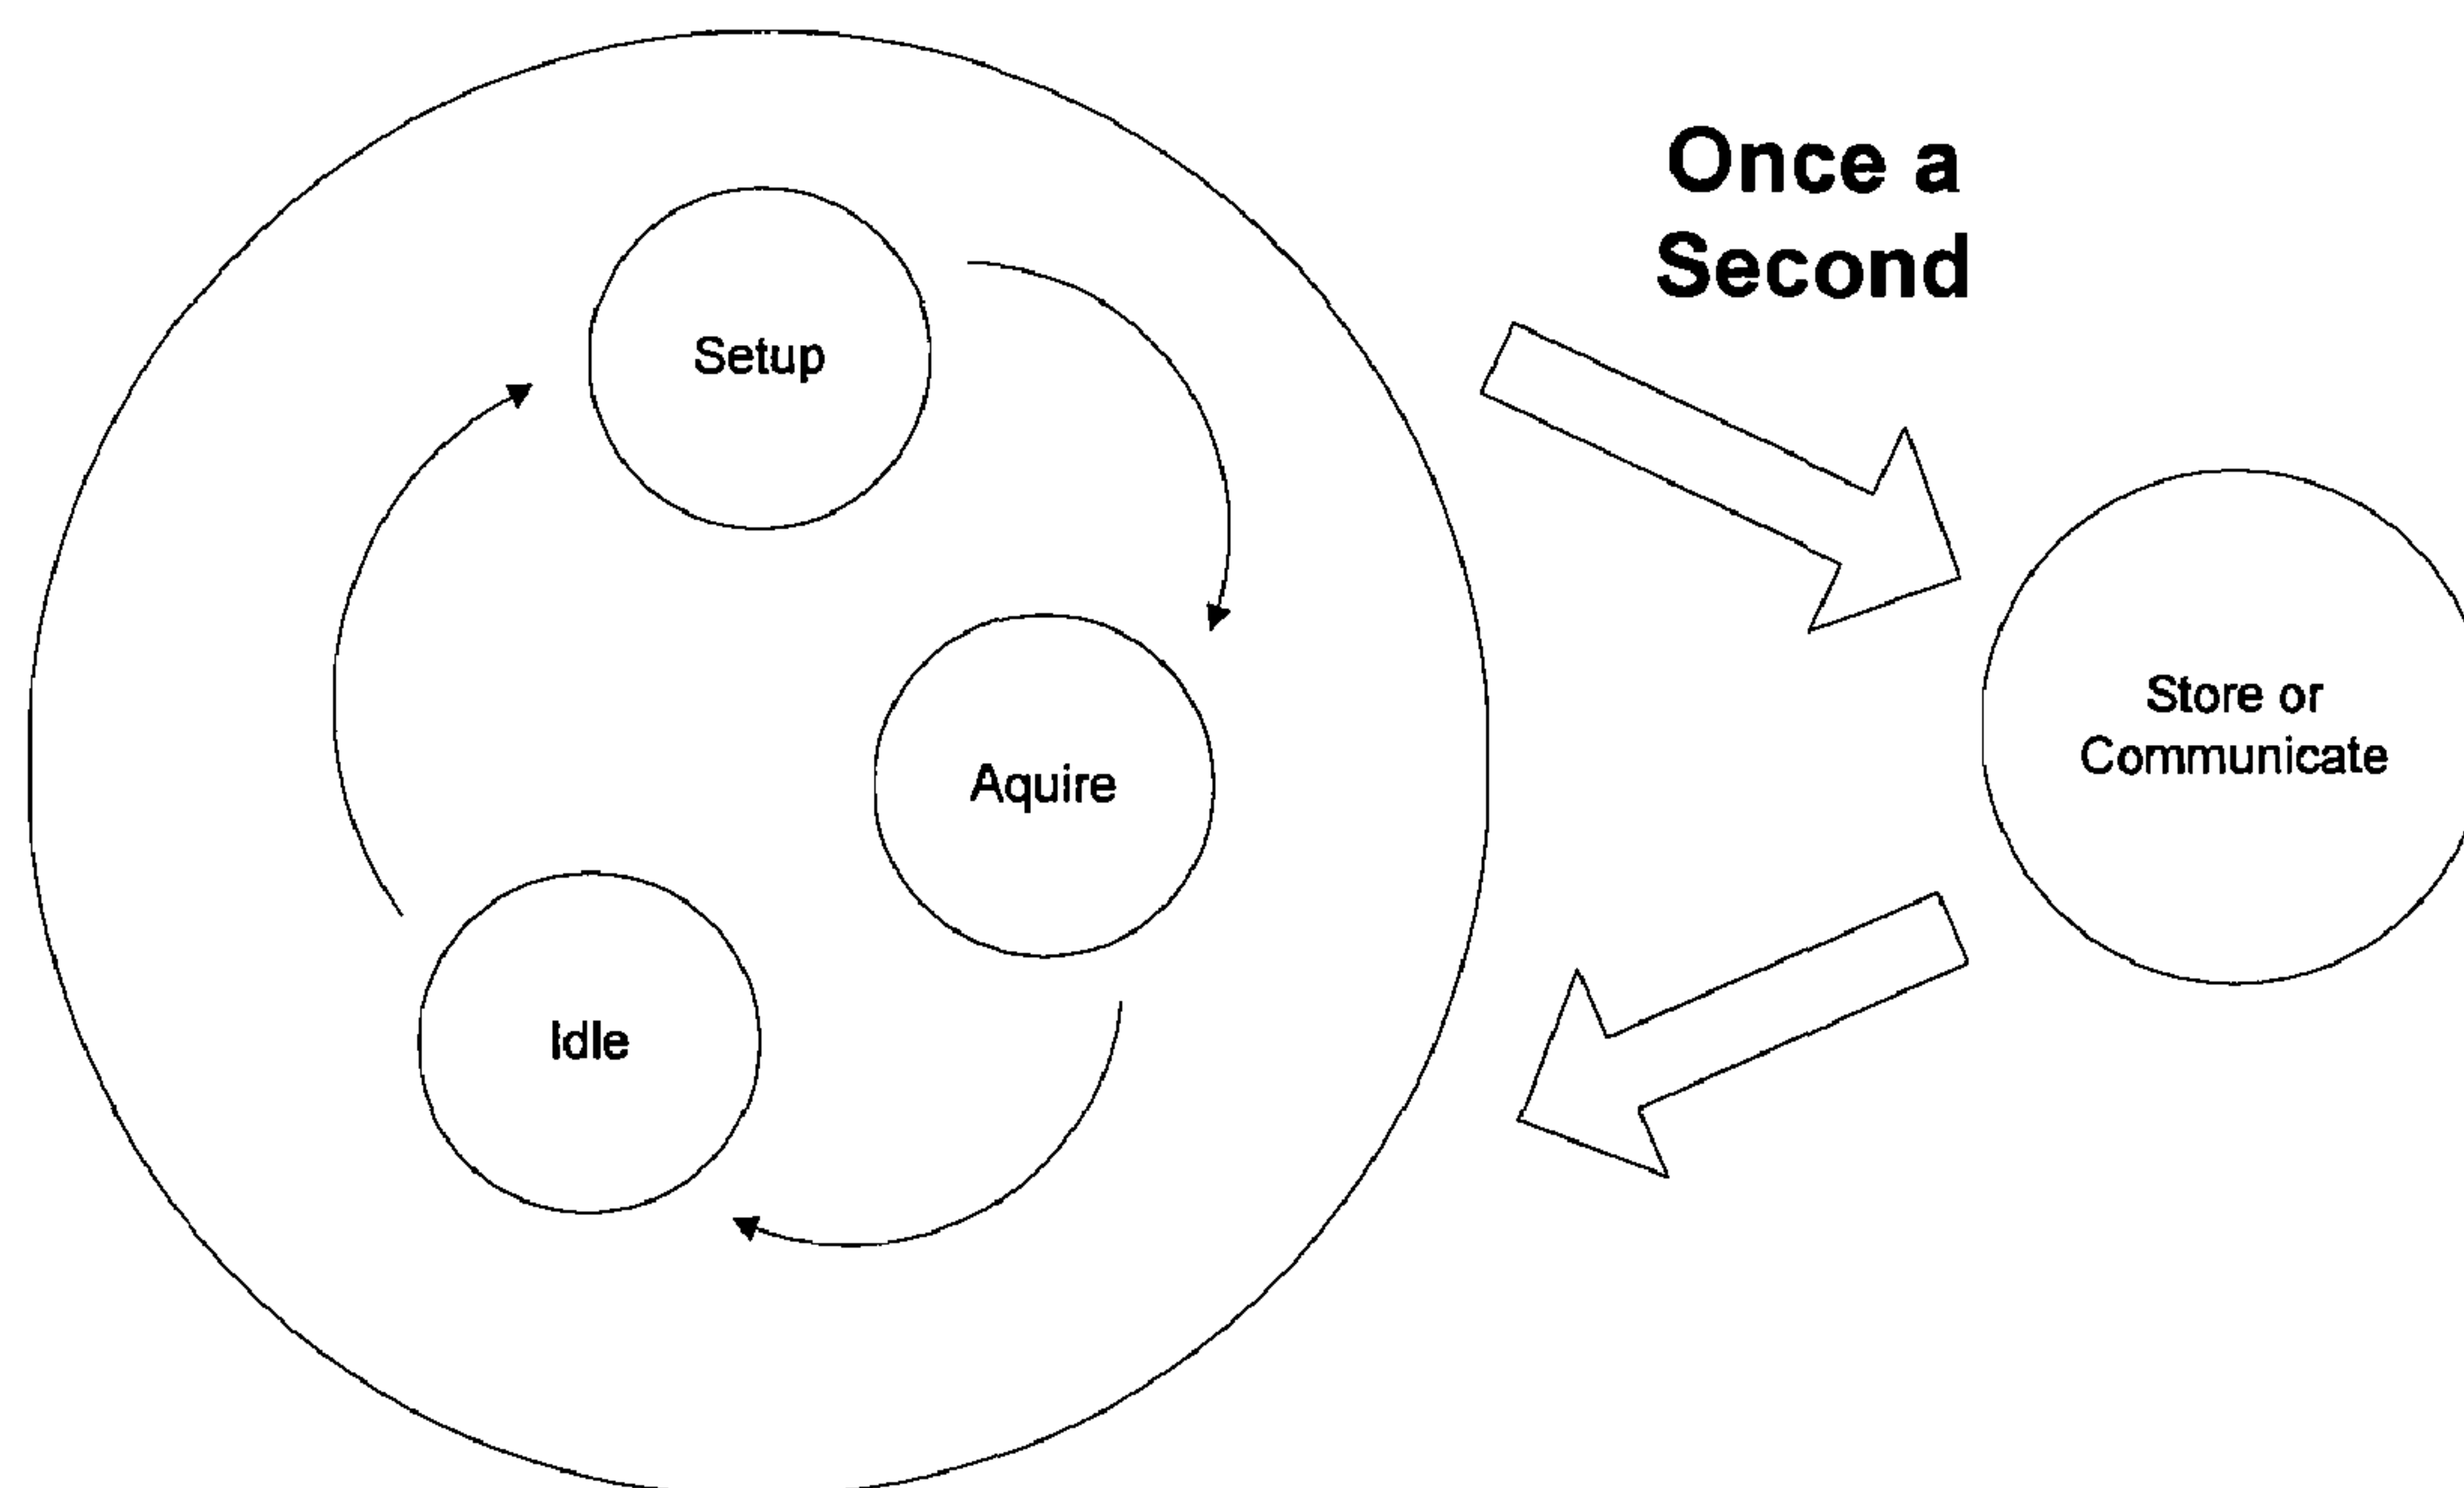 Once a
Second
Setup
Aquire
Idle
Store or
Communicate